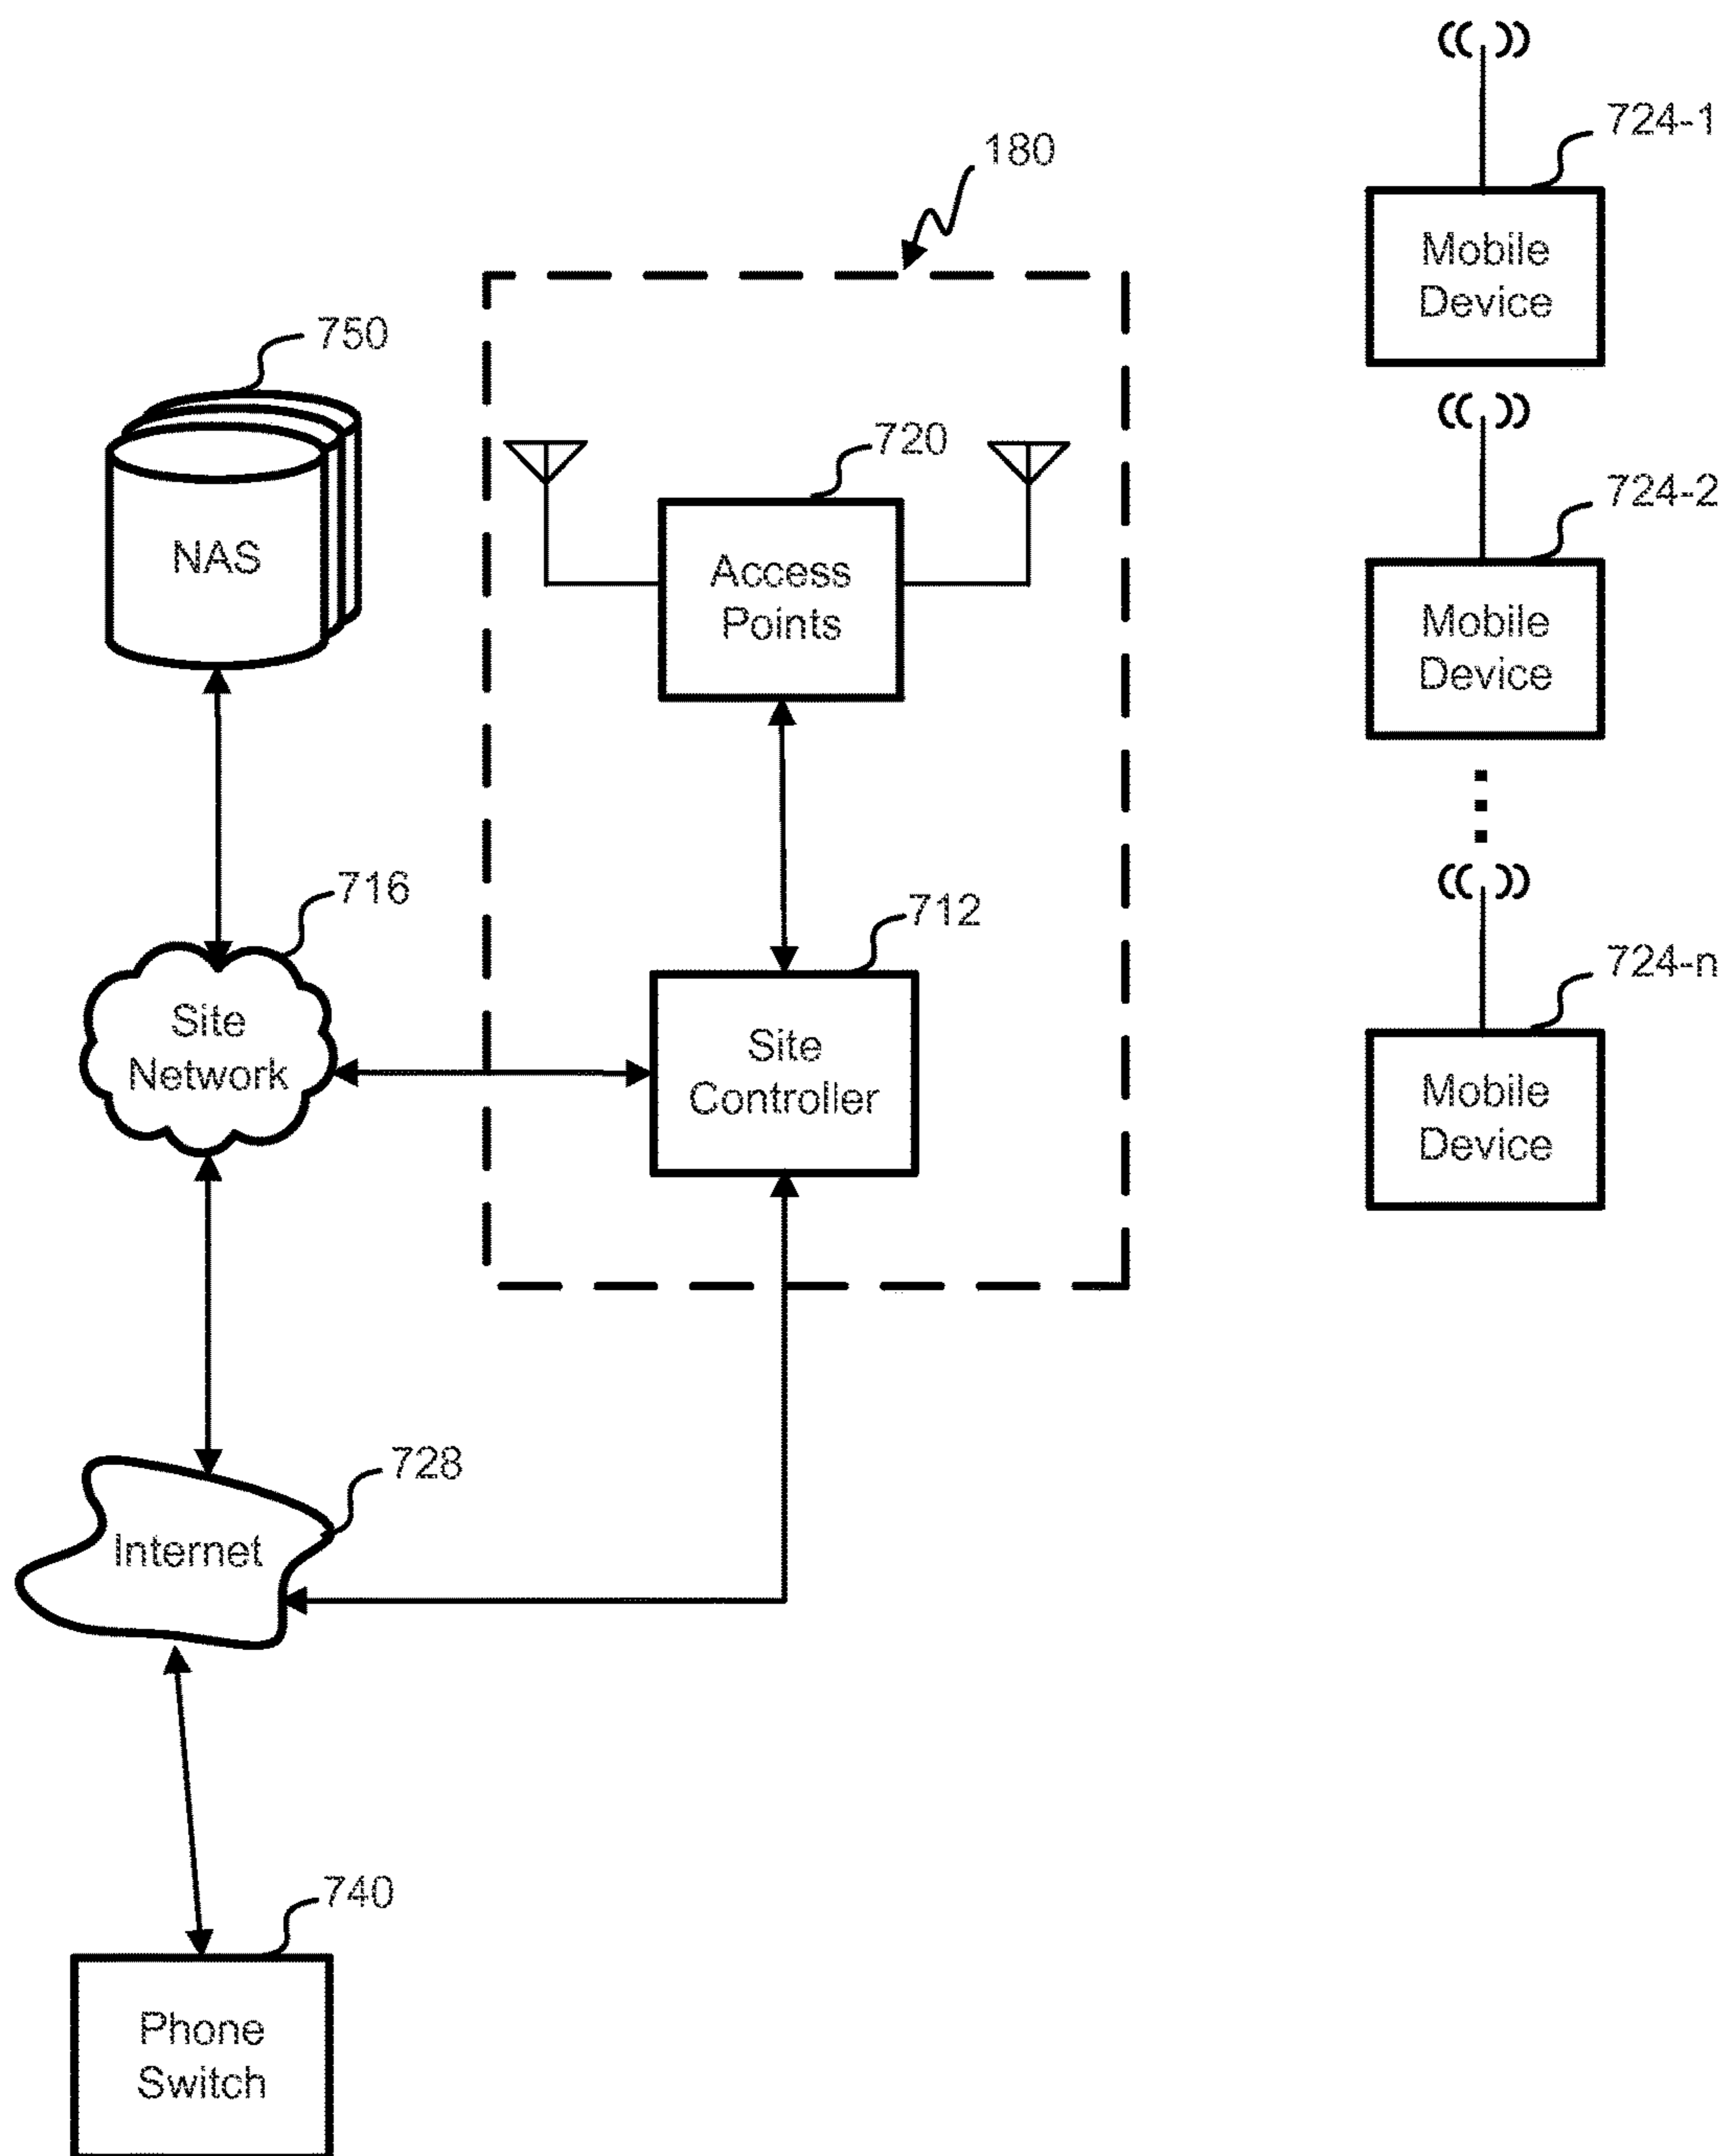 724-1
180
Mobile
Device
750
720
724-2
NAS
Access
Points
Mobile
Device
716
712
724-n
Site
Network
Site
Controller
Mobile
Device
728
Internet
740
Phone
Switch